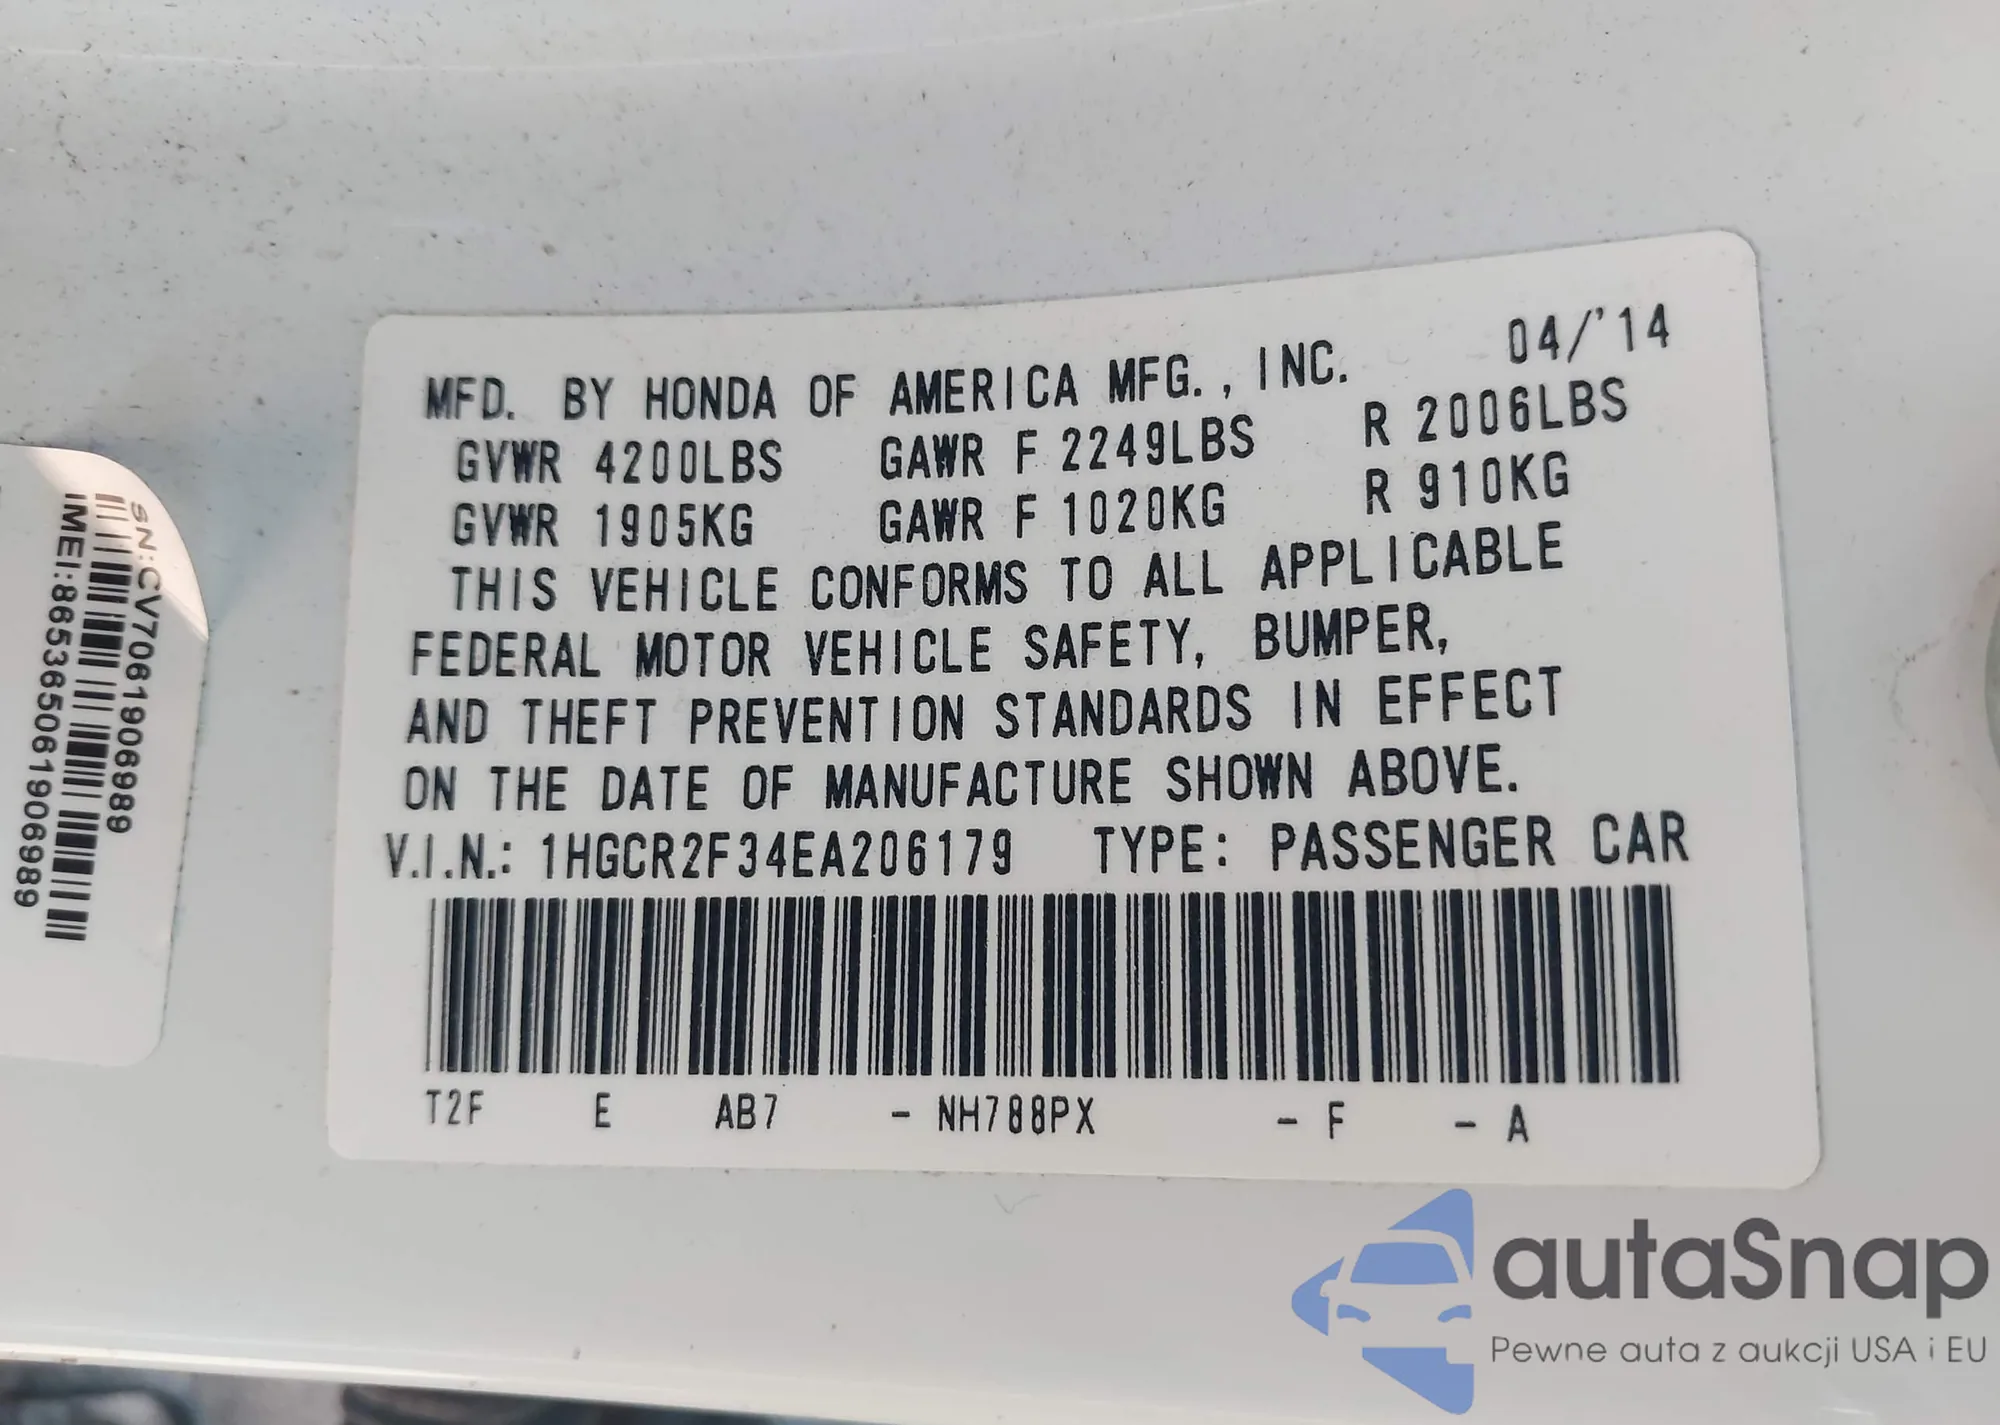 MFD. BY HONDA OF AMERICA MFG., INC. 04/'14
GVWR 4200LBS GAWR F 2249LBS R 2006LBS
GVWR 1905KG GAWR F 1020KG R 910KG
THIS VEHICLE CONFORMS TO ALL APPLICABLE
FEDERAL MOTOR VEHICLE SAFETY, BUMPER,
AND THEFT PREVENTION STANDARDS IN EFFECT
ON THE DATE OF MANUFACTURE SHOWN ABOVE.
V.I.N.: 1HGCR2F34EA206179 TYPE: PASSENGER CAR
T2F E AB7 - NH788PX - F - A
SN:CV7061906989
IMEI:865365061906989
autaSnap
Pewne auta z aukcji USA i EU